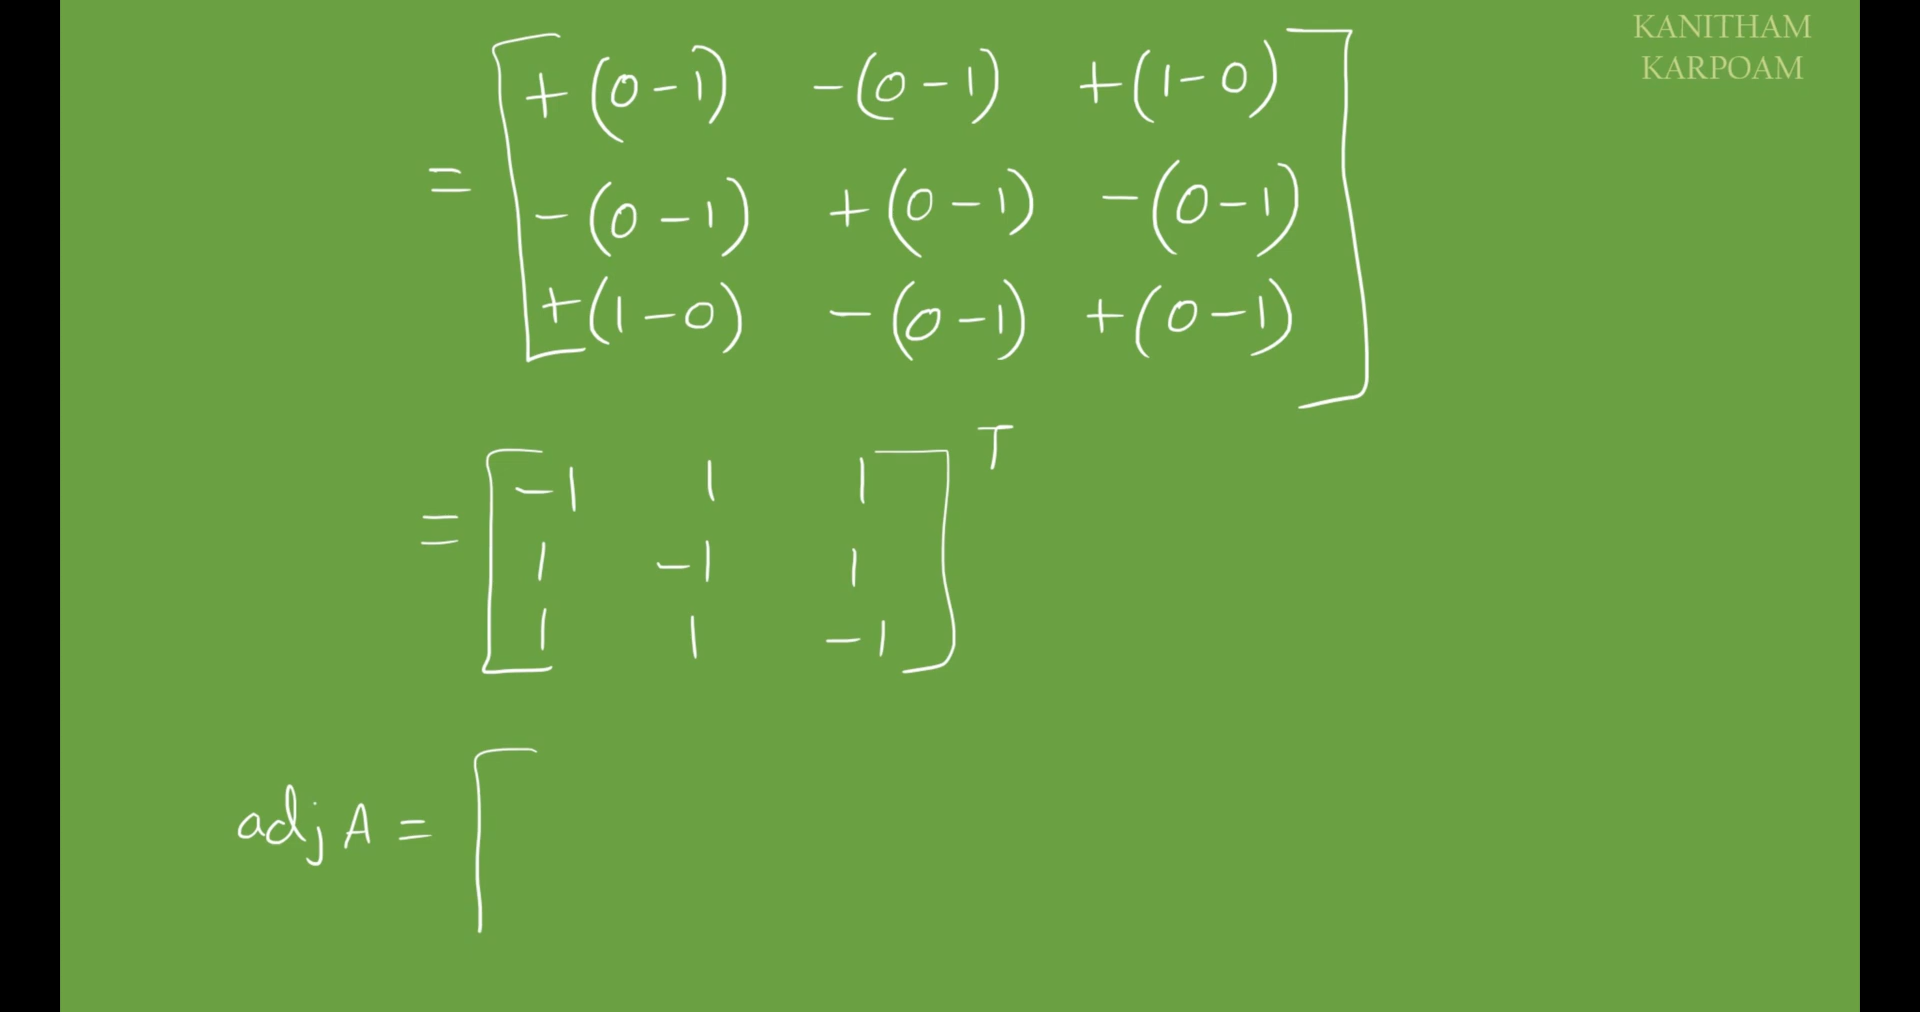 KANITHAM
KARPOAM
+(0-1) -(0-1) +(1-0)
= -(0-1) +(0-1) -(0-1)
+(1-0) -(0-1) +(0-1)
T
-1 1 1
= 1 -1 1
1 1 -1
adj A = [